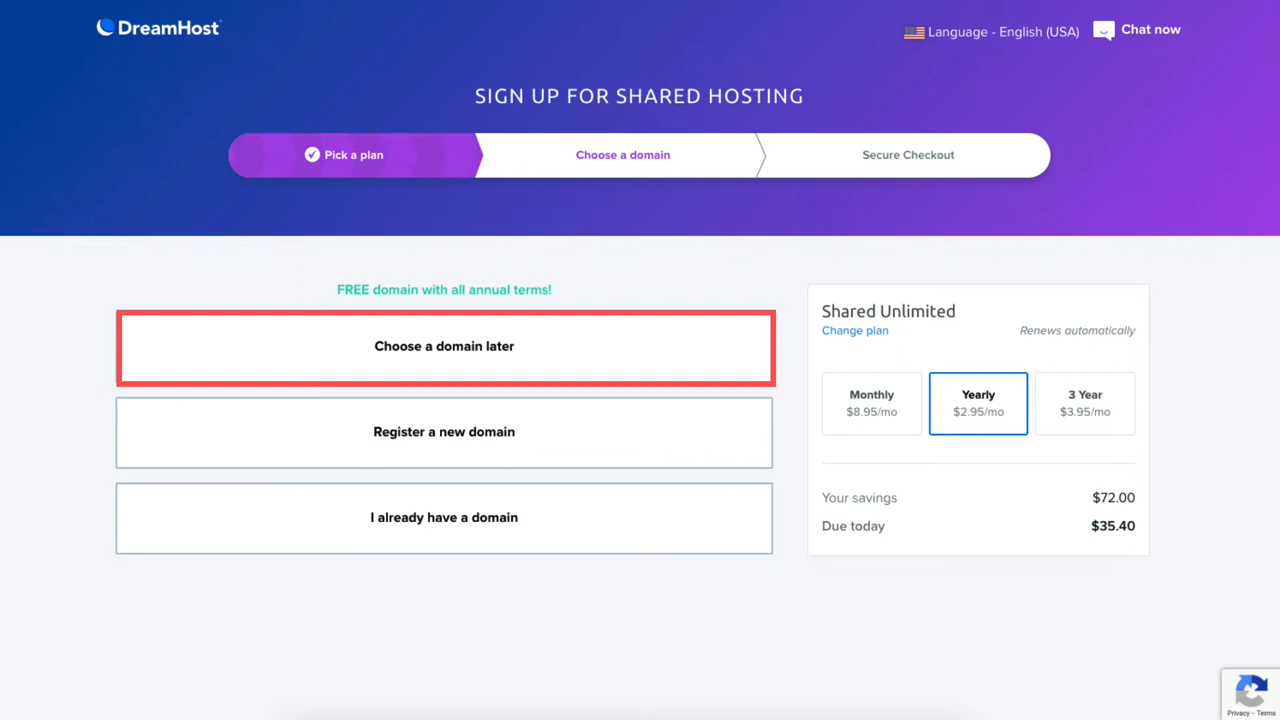 DreamHost
Language - English (USA)
Chat now
SIGN UP FOR SHARED HOSTING
Pick a plan
Choose a domain
Secure Checkout
FREE domain with all annual terms!
Choose a domain later
Register a new domain
I already have a domain
Shared Unlimited
Change plan
Renews automatically
Monthly
$8.95/mo
Yearly
$2.95/mo
3 Year
$3.95/mo
Your savings
$72.00
Due today
$35.40
Privacy - Terms